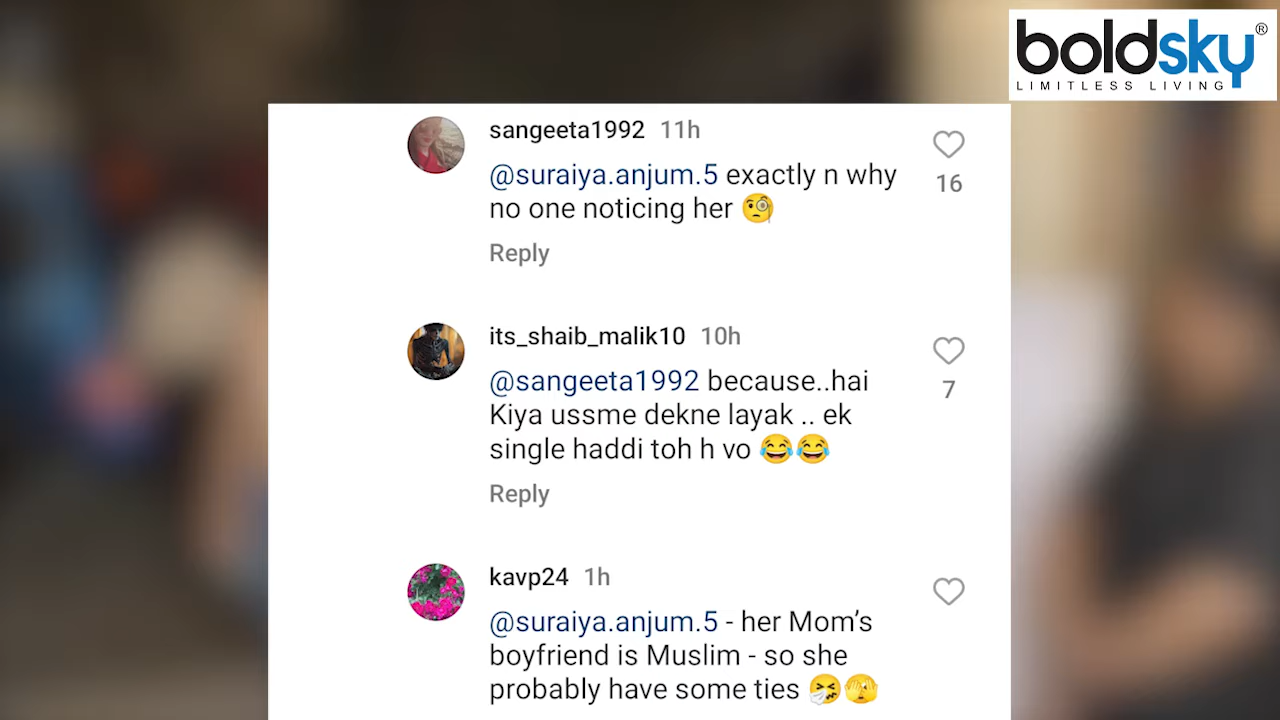 boldsky®
LIMITLESS LIVING
sangeeta1992 11h
@suraiya.anjum.5 exactly n why
16
no one noticing her 🧐
Reply
its_shaib_malik10 10h
@sangeeta1992 because..hai
7
Kiya ussme dekne layak .. ek
single haddi toh h vo 😂😂
Reply
kavp24 1h
@suraiya.anjum.5 - her Mom’s
boyfriend is Muslim - so she
probably have some ties 🤧🫣